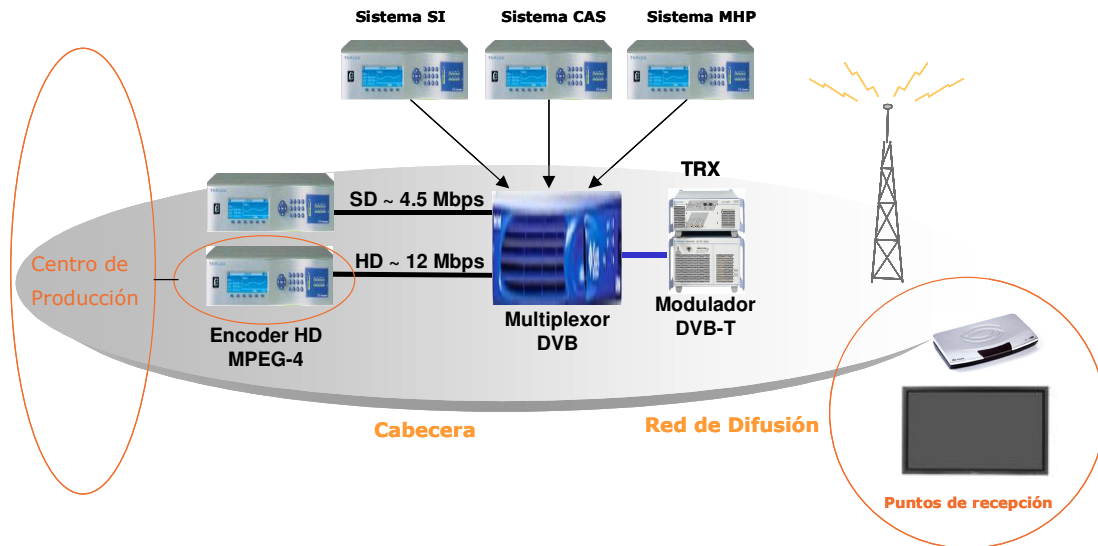 Sistema SI
Sistema CAS
Sistema MHP
TRX
SD ~ 4.5 Mbps
HD ~ 12 Mbps
Centro de
Producción
Encoder HD
MPEG-4
Multiplexor
DVB
Modulador
DVB-T
Cabecera
Red de Difusión
Puntos de recepción